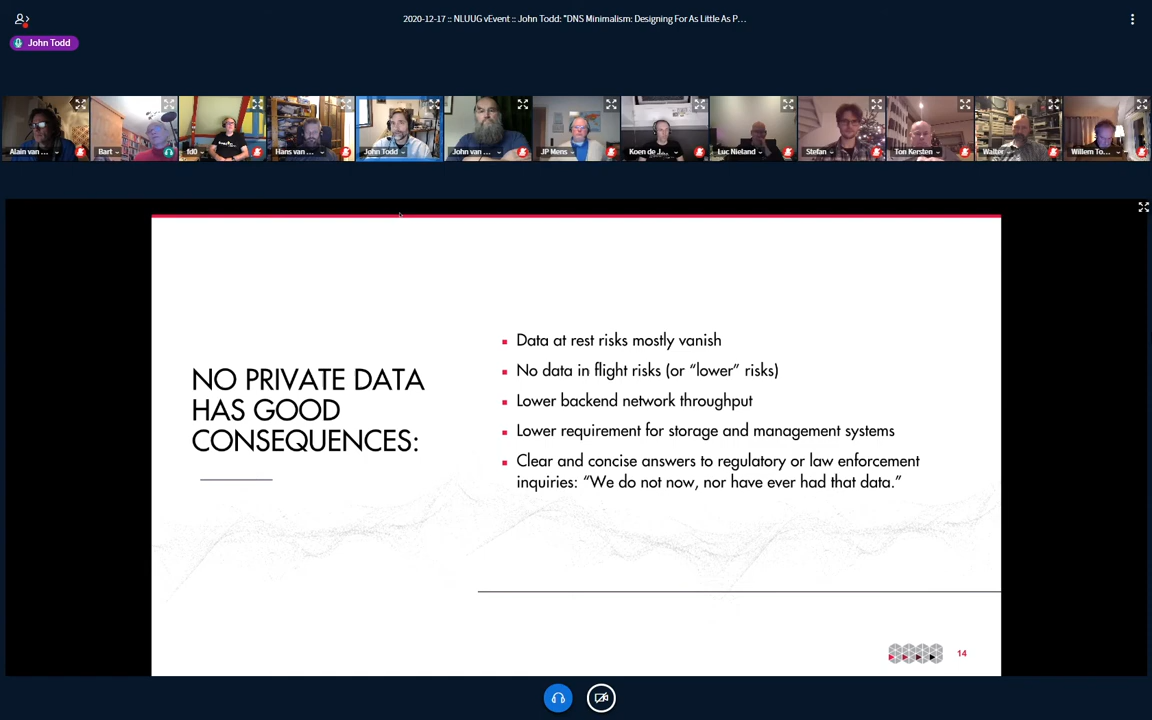 2020-12-17 :: NLUUG vEvent :: John Todd: "DNS Minimalism: Designing For As Little As P...
John Todd
Alain van ...
Bart
fd0
Hans van ...
John Todd
John van ...
JP Mens
Koen de J...
Luc Nieland
Stefan
Ton Kersten
Walter
Willem To...
NO PRIVATE DATA
HAS GOOD
CONSEQUENCES:
Data at rest risks mostly vanish
No data in flight risks (or “lower” risks)
Lower backend network throughput
Lower requirement for storage and management systems
Clear and concise answers to regulatory or law enforcement
inquiries: “We do not now, nor have ever had that data.”
14